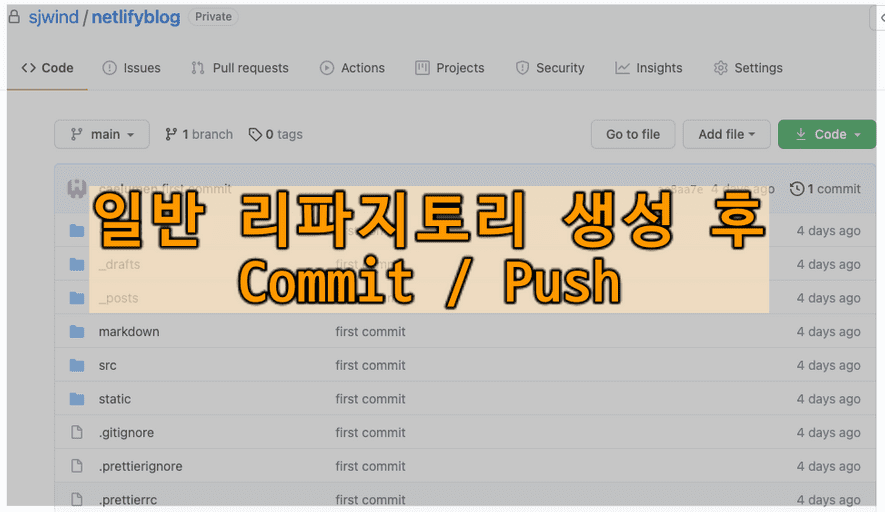 sjwind / netlifyblog Private
Code Issues Pull requests Actions Projects Security Insights Settings
main 1 branch 0 tags Go to file Add file Code
first commit 4 days ago 1 commit
일반 리파지토리 생성 후
4 days ago
_drafts 4 days ago
Commit / Push
_posts 4 days ago
markdown first commit 4 days ago
src first commit 4 days ago
static first commit 4 days ago
.gitignore first commit 4 days ago
.prettierignore first commit 4 days ago
.prettierrc first commit 4 days ago